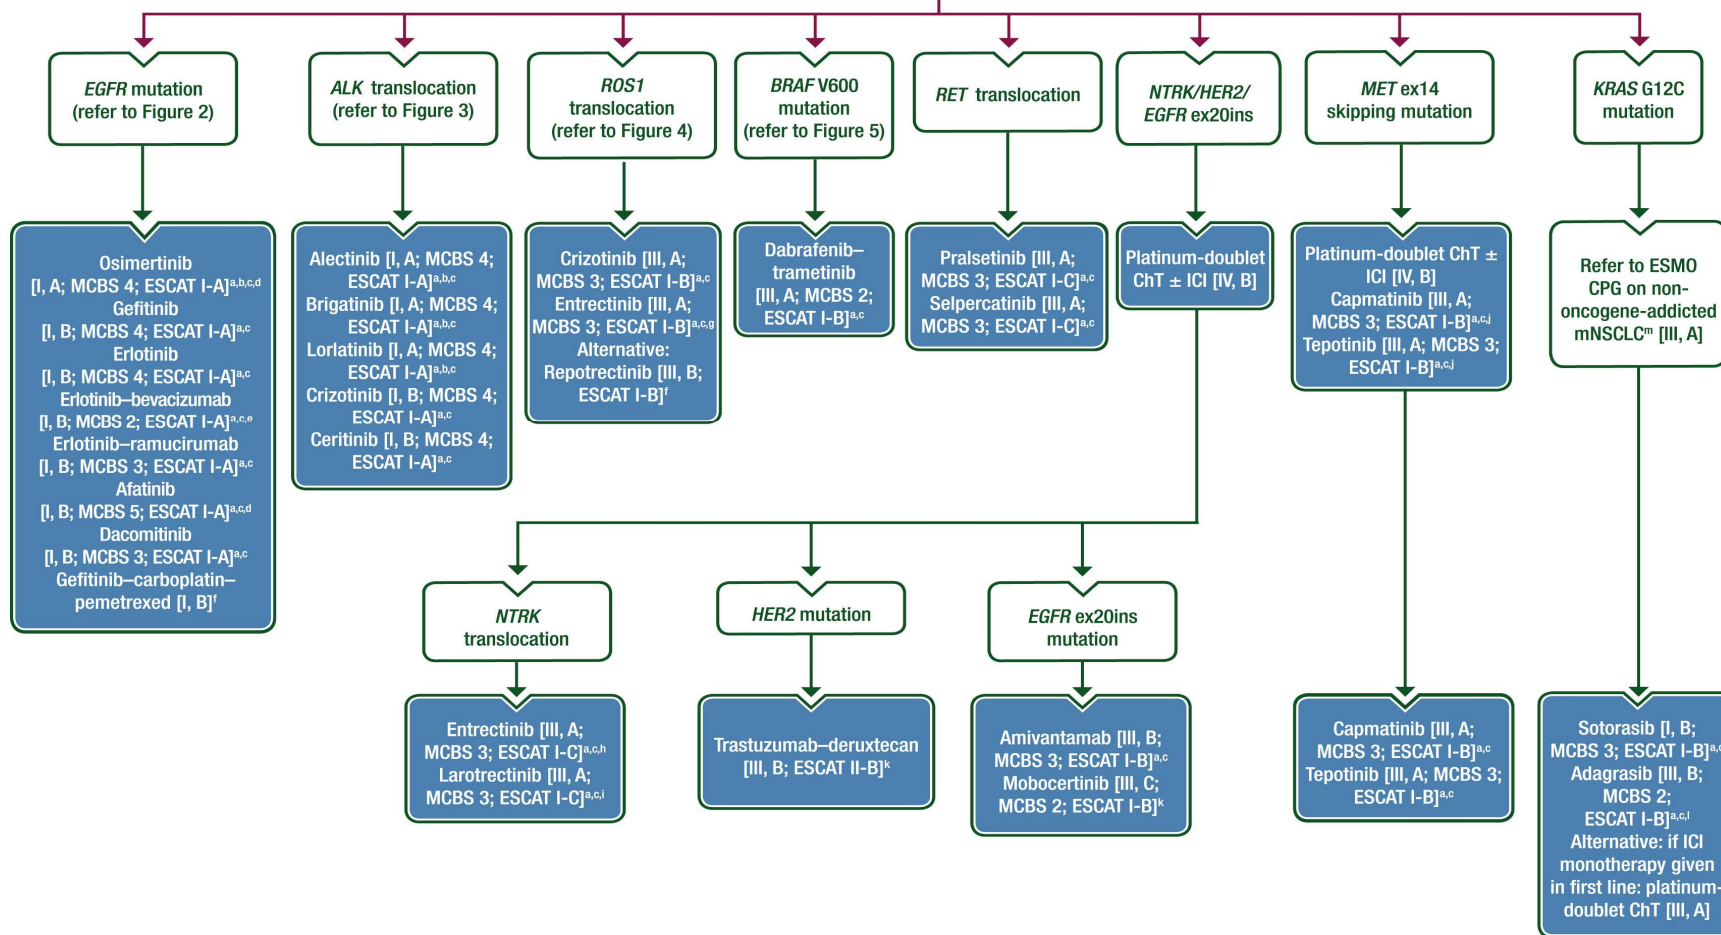 EGFR mutation
(refer to Figure 2)
ALK translocation
(refer to Figure 3)
ROS1
translocation
(refer to Figure 4)
BRAF V600
mutation
(refer to Figure 5)
RET translocation
NTRK/HER2/
EGFR ex20ins
MET ex14
skipping mutation
KRAS G12C
mutation
Osimertinib
[I, A; MCBS 4; ESCAT I-A]a,b,c,d
Gefitinib
[I, B; MCBS 4; ESCAT I-A]a,c
Erlotinib
[I, B; MCBS 4; ESCAT I-A]a,c
Erlotinib–bevacizumab
[I, B; MCBS 2; ESCAT I-A]a,c,e
Erlotinib–ramucirumab
[I, B; MCBS 3; ESCAT I-A]a,c
Afatinib
[I, B; MCBS 5; ESCAT I-A]a,c,d
Dacomitinib
[I, B; MCBS 3; ESCAT I-A]a,c
Gefitinib–carboplatin–
pemetrexed [I, B]f
Alectinib [I, A; MCBS 4;
ESCAT I-A]a,b,c
Brigatinib [I, A; MCBS 4;
ESCAT I-A]a,b,c
Lorlatinib [I, A; MCBS 4;
ESCAT I-A]a,b,c
Crizotinib [I, B; MCBS 4;
ESCAT I-A]a,c
Ceritinib [I, B; MCBS 4;
ESCAT I-A]a,c
Crizotinib [III, A;
MCBS 3; ESCAT I-B]a,c
Entrectinib [III, A;
MCBS 3; ESCAT I-B]a,c,g
Alternative:
Repotrectinib [III, B;
ESCAT I-B]f
Dabrafenib–
trametinib
[III, A; MCBS 2;
ESCAT I-B]a,c
Pralsetinib [III, A;
MCBS 3; ESCAT I-C]a,c
Selpercatinib [III, A;
MCBS 3; ESCAT I-C]a,c
Platinum-doublet
ChT ± ICI [IV, B]
Platinum-doublet ChT ±
ICI [IV, B]
Capmatinib [III, A;
MCBS 3; ESCAT I-B]a,c,j
Tepotinib [III, A; MCBS 3;
ESCAT I-B]a,c,j
Refer to ESMO
CPG on non-
oncogene-addicted
mNSCLCm [III, A]
NTRK
translocation
HER2 mutation
EGFR ex20ins
mutation
Entrectinib [III, A;
MCBS 3; ESCAT I-C]a,c,h
Larotrectinib [III, A;
MCBS 3; ESCAT I-C]a,c,i
Trastuzumab–deruxtecan
[III, B; ESCAT II-B]k
Amivantamab [III, B;
MCBS 3; ESCAT I-B]a,c
Mobocertinib [III, C;
MCBS 2; ESCAT I-B]k
Capmatinib [III, A;
MCBS 3; ESCAT I-B]a,c
Tepotinib [III, A; MCBS 3;
ESCAT I-B]a,c
Sotorasib [I, B;
MCBS 3; ESCAT I-B]a,c
Adagrasib [III, B;
MCBS 2;
ESCAT I-B]a,c,l
Alternative: if ICI
monotherapy given
in first line: platinum-
doublet ChT [III, A]